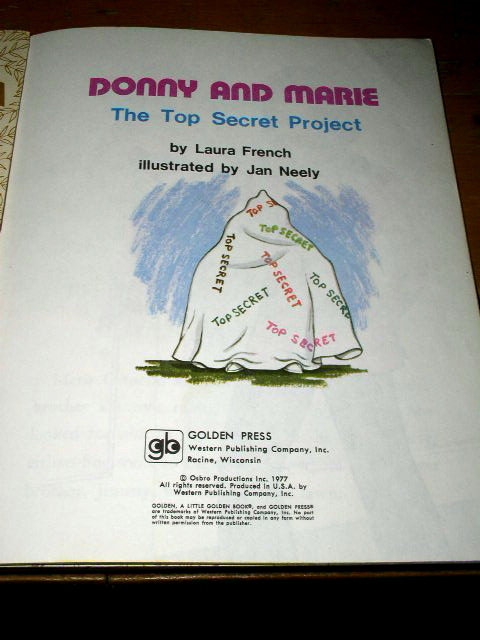 DONNY AND MARIE
The Top Secret Project
by Laura French
illustrated by Jan Neely
TOP SE
TOP SECRET
TOP SECRET
TOP SECRET
TOP SECRE
TOP SECRET
TOP SECRET
gb
GOLDEN PRESS
Western Publishing Company, Inc.
Racine, Wisconsin
© Osbro Productions Inc. 1977
All rights reserved. Produced in U.S.A. by
Western Publishing Company, Inc.
GOLDEN, A LITTLE GOLDEN BOOK®, and GOLDEN PRESS®
are trademarks of Western Publishing Company, Inc. No part
of this book may be reproduced or copied in any form without
written permission from the publisher.